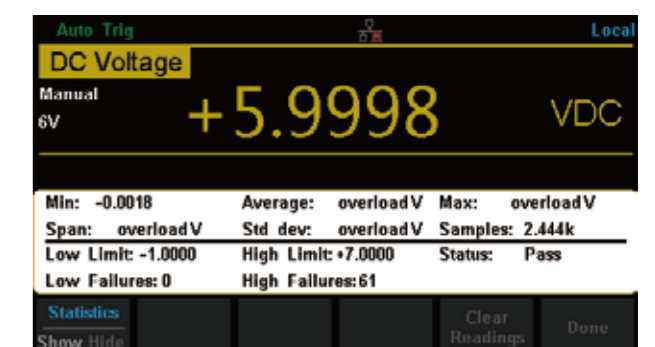 Auto Trig Local
DC Voltage
Manual
6V
+5.9998 VDC
Min: -0.0018 Average: overload V Max: overload V
Span: overload V Std dev: overload V Samples: 2.444k
Low Limit: -1.0000 High Limit: +7.0000 Status: Pass
Low Failures: 0 High Failures: 61
Statistics Clear
Show Hide Readings Done